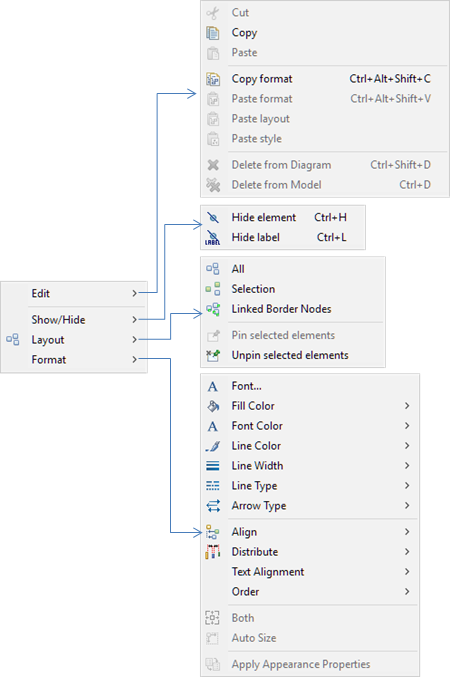 Cut
Copy
Paste
Copy format Ctrl+Alt+Shift+C
Paste format Ctrl+Alt+Shift+V
Paste layout
Paste style
Delete from Diagram Ctrl+Shift+D
Delete from Model Ctrl+D
Hide element Ctrl+H
LABEL Hide label Ctrl+L
Edit
Show/Hide
Layout
Format
All
Selection
Linked Border Nodes
Pin selected elements
Unpin selected elements
A Font...
Fill Color
A Font Color
Line Color
Line Width
Line Type
Arrow Type
Align
Distribute
Text Alignment
Order
Both
Auto Size
Apply Appearance Properties